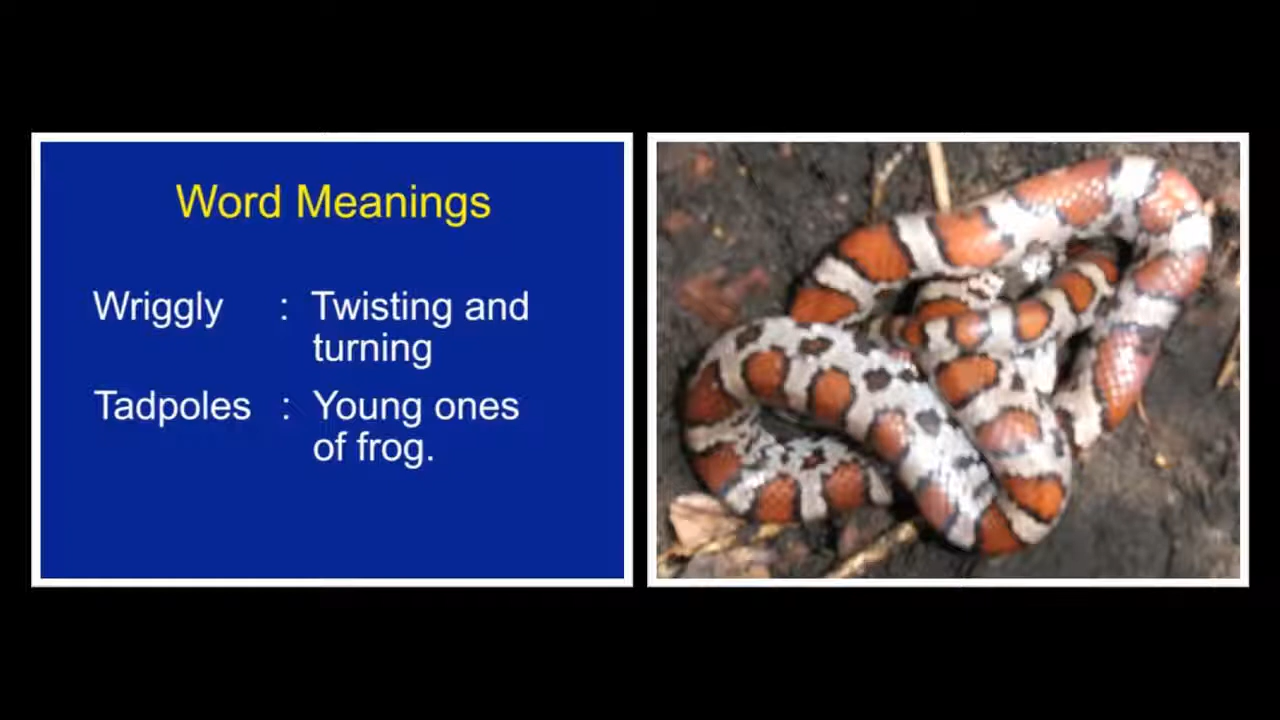 Word Meanings
Wriggly : Twisting and
turning
Tadpoles : Young ones
of frog.